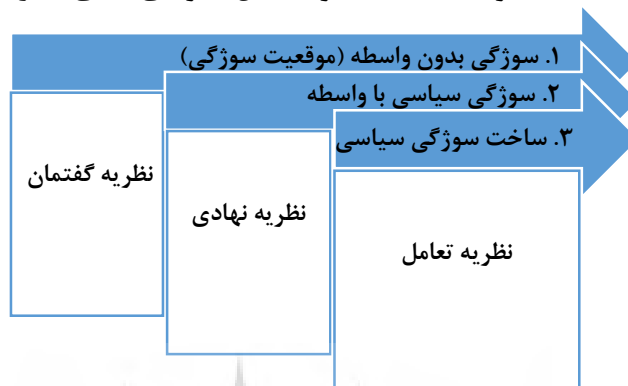 ۱. سوژگی بدون واسطه (موقعیت سوژگی)
۲. سوژگی سیاسی با واسطه
۳. ساخت سوژگی سیاسی
نظریه گفتمان
نظریه نهادی
نظریه تعامل